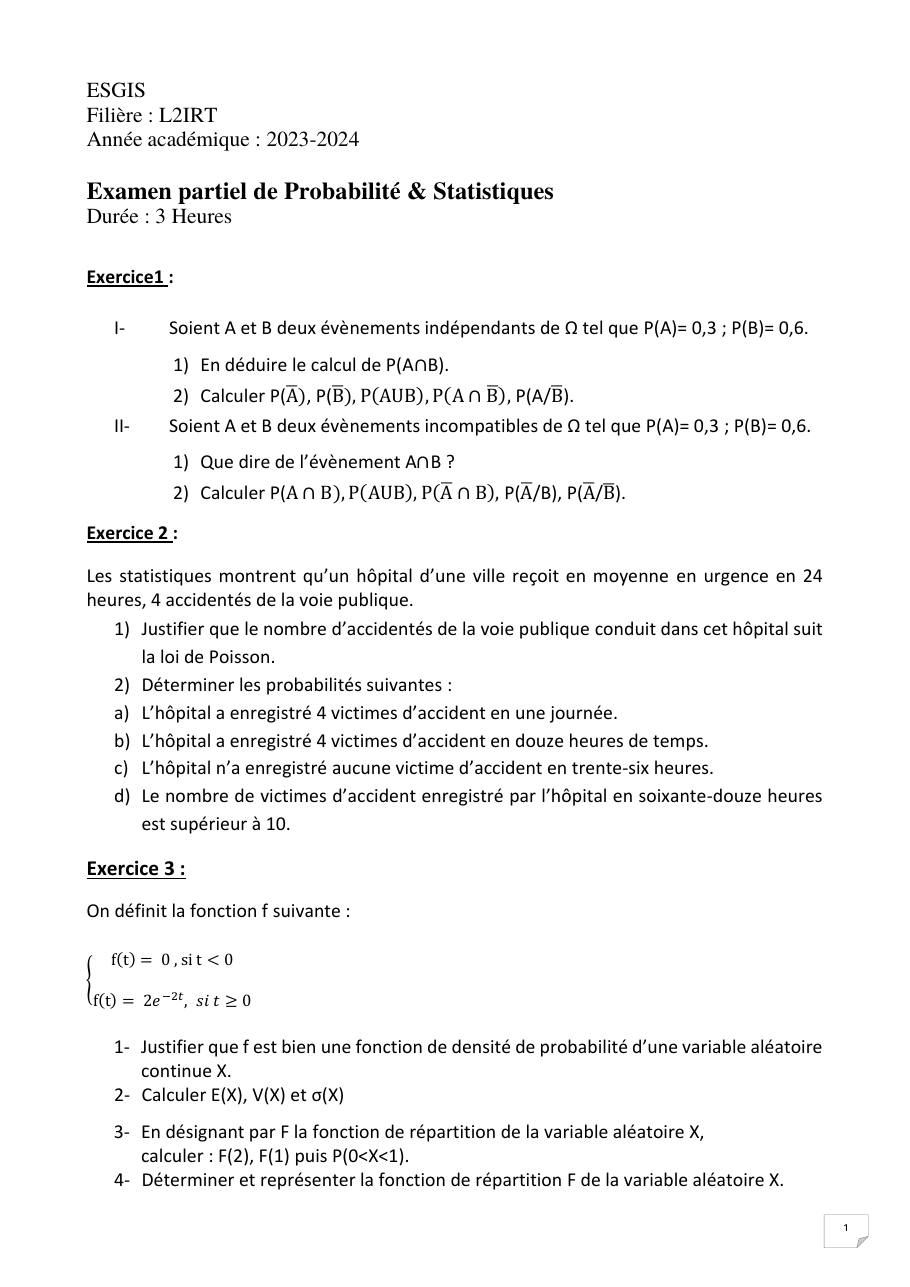 ESGIS
Filière : L2IRT
Année académique : 2023-2024
Examen partiel de Probabilité & Statistiques
Durée : 3 Heures
Exercice1 :
I- Soient A et B deux évènements indépendants de Ω tel que P(A)= 0,3 ; P(B)= 0,6.
1) En déduire le calcul de P(A∩B).
2) Calculer P(A̅), P(B̅), P(AUB), P(A ∩ B̅), P(A/B̅).
II- Soient A et B deux évènements incompatibles de Ω tel que P(A)= 0,3 ; P(B)= 0,6.
1) Que dire de l’évènement A∩B ?
2) Calculer P(A ∩ B), P(AUB), P(A̅ ∩ B), P(A̅/B), P(A̅/B̅).
Exercice 2 :
Les statistiques montrent qu’un hôpital d’une ville reçoit en moyenne en urgence en 24
heures, 4 accidentés de la voie publique.
1) Justifier que le nombre d’accidentés de la voie publique conduit dans cet hôpital suit
la loi de Poisson.
2) Déterminer les probabilités suivantes :
a) L’hôpital a enregistré 4 victimes d’accident en une journée.
b) L’hôpital a enregistré 4 victimes d’accident en douze heures de temps.
c) L’hôpital n’a enregistré aucune victime d’accident en trente-six heures.
d) Le nombre de victimes d’accident enregistré par l’hôpital en soixante-douze heures
est supérieur à 10.
Exercice 3 :
On définit la fonction f suivante :
{ f(t) = 0 , si t < 0
f(t) = 2e⁻²ᵗ, si t ≥ 0
1- Justifier que f est bien une fonction de densité de probabilité d’une variable aléatoire
continue X.
2- Calculer E(X), V(X) et σ(X)
3- En désignant par F la fonction de répartition de la variable aléatoire X,
calculer : F(2), F(1) puis P(0<X<1).
4- Déterminer et représenter la fonction de répartition F de la variable aléatoire X.
1